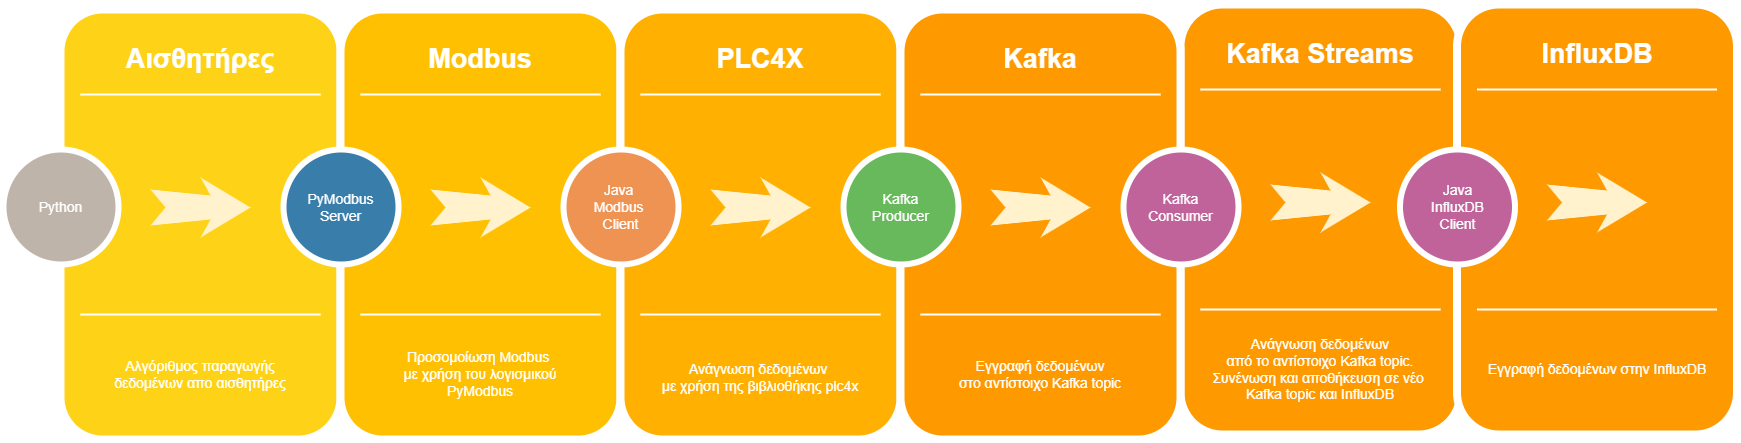 Αισθητήρες
Modbus
PLC4X
Kafka
Kafka Streams
InfluxDB
Python
PyModbus
Server
Java
Modbus
Client
Kafka
Producer
Kafka
Consumer
Java
InfluxDB
Client
Αλγόριθμος παραγωγής
δεδομένων απο αισθητήρες
Προσομοίωση Modbus
με χρήση του λογισμικού
PyModbus
Ανάγνωση δεδομένων
με χρήση της βιβλιοθήκης plc4x
Εγγραφή δεδομένων
στο αντίστοιχο Kafka topic
Ανάγνωση δεδομένων
από το αντίστοιχο Kafka topic.
Συνένωση και αποθήκευση σε νέο
Kafka topic και InfluxDB
Εγγραφή δεδομένων στην InfluxDB